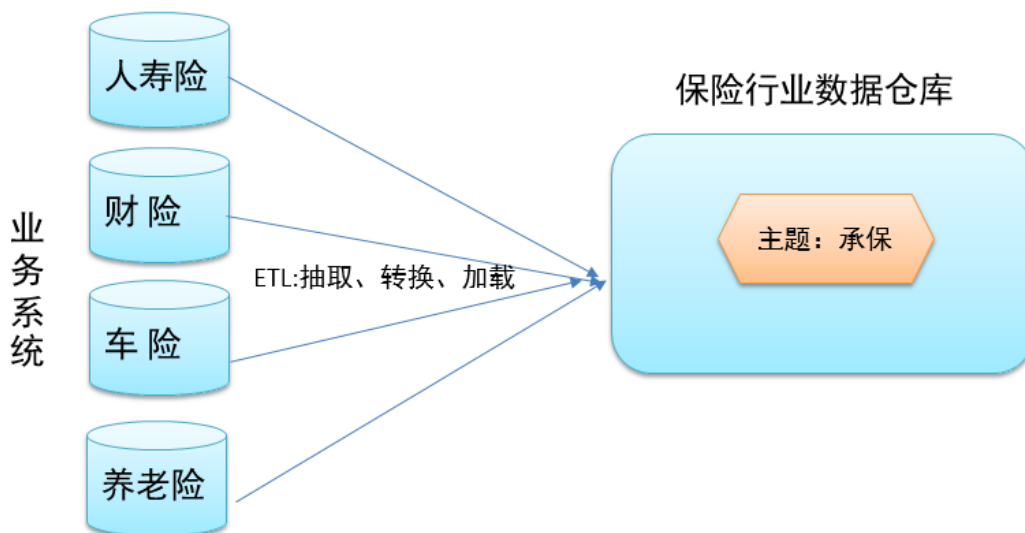 业务系统
人寿险
财 险
车 险
养老险
ETL:抽取、转换、加载
保险行业数据仓库
主题：承保